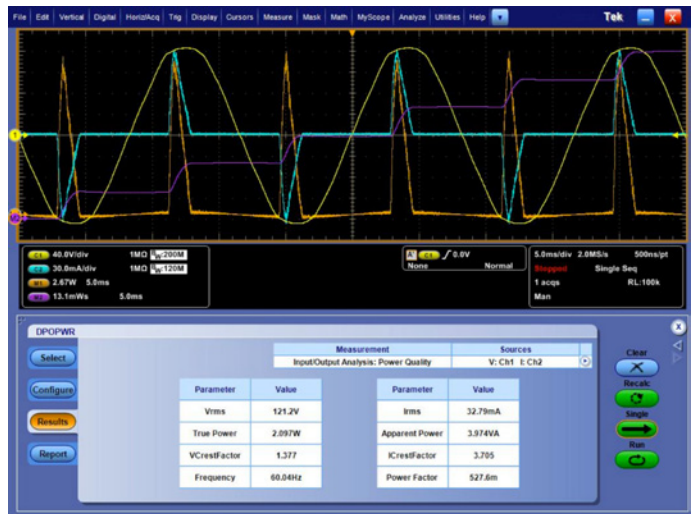 File Edit Vertical Digital Horiz/Acq Trig Display Cursors Measure Mask Math MyScope Analyze Utilities Help Tek X
C1 40.0V/div 1MΩ BW:200M
C2 30.0mA/div 1MΩ BW:120M
M1 2.67W 5.0ms
M2 13.1mWs 5.0ms
A' C1 / 0.0V
None Normal
5.0ms/div 2.0MS/s 500ns/pt
Stopped Single Seq
1 acqs RL:100k
Man
DPOPWR
Select
Configure
Results
Report
Measurement Sources
Input/Output Analysis: Power Quality V: Ch1 I: Ch2
Parameter Value Parameter Value
Vrms 121.2V Irms 32.79mA
True Power 2.097W Apparent Power 3.974VA
VCrestFactor 1.377 ICrestFactor 3.705
Frequency 60.04Hz Power Factor 527.6m
Clear
Recalc
Single
Run